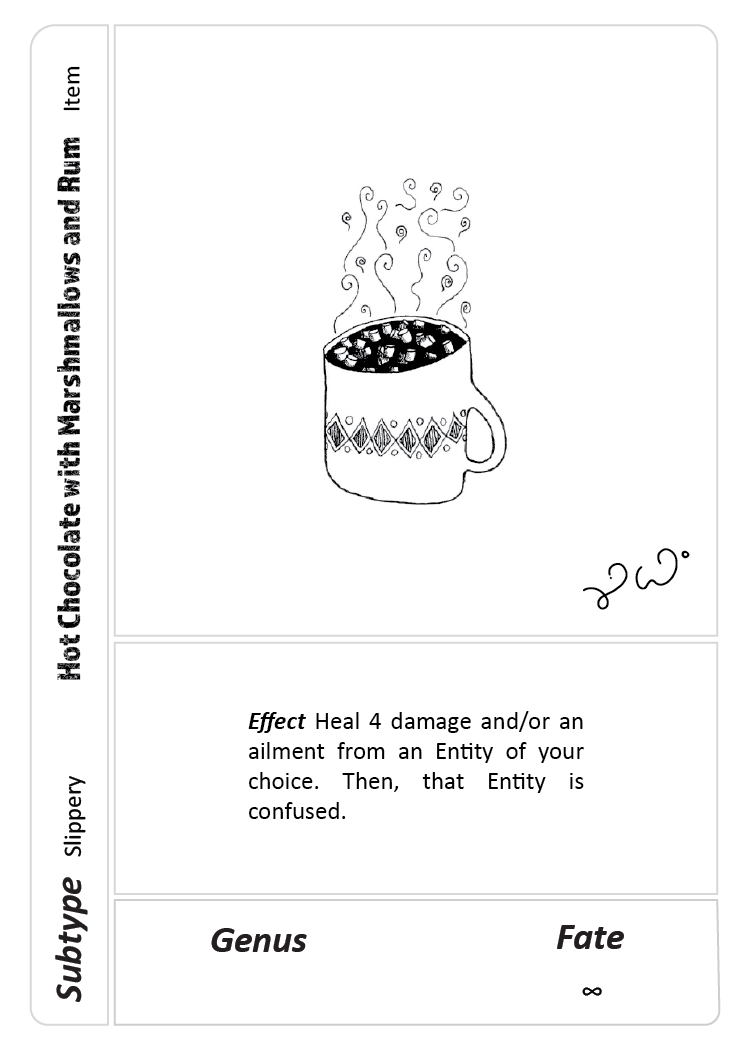 Item
Hot Chocolate with Marshmallows and Rum
Subtype Slippery
Effect Heal 4 damage and/or an
ailment from an Entity of your
choice. Then, that Entity is
confused.
Genus
Fate
∞